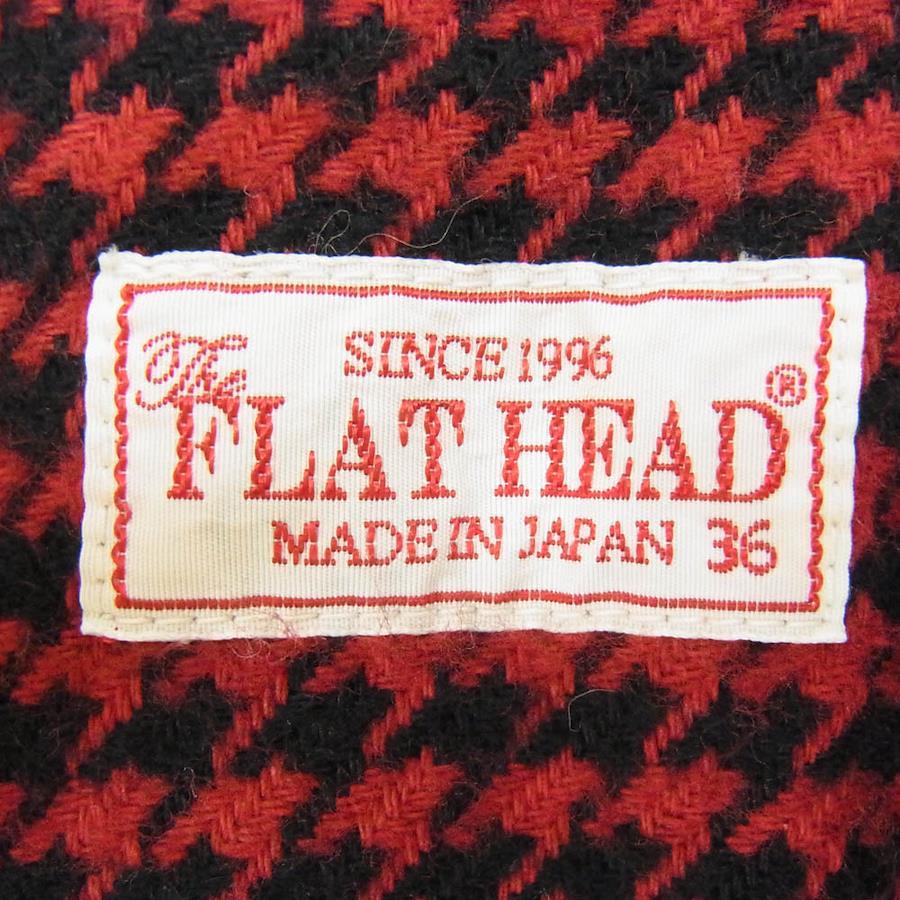 SINCE 1996
The
FLAT HEAD®
MADE IN JAPAN 36